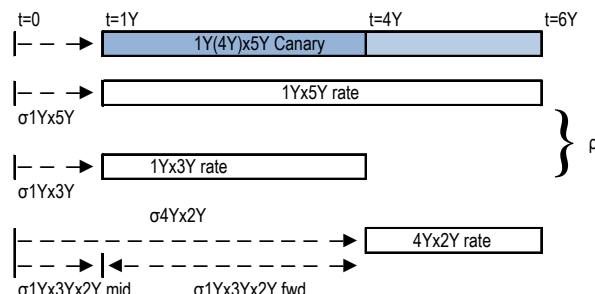 t=0 t=1Y t=4Y t=6Y
1Y(4Y)x5Y Canary
1Yx5Y rate
σ1Yx5Y
ρ
1Yx3Y rate
σ1Yx3Y
σ4Yx2Y
4Yx2Y rate
σ1Yx3Yx2Y mid σ1Yx3Yx2Y fwd